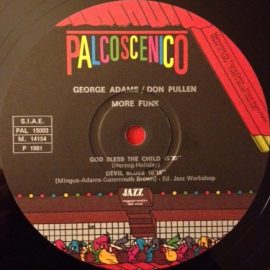 PALCOSCENICO
GEORGE ADAMS / DON PULLEN
MORE FUNK
S.I.A.E.
PAL 15003
M. 14154
P 1981
GOD BLESS THE CHILD
(Herzog-Holiday)
DEVIL BLUES
(Mingus-Adams-Gatemouth Brown) - Ed. Jazz Workshop
JAZZ